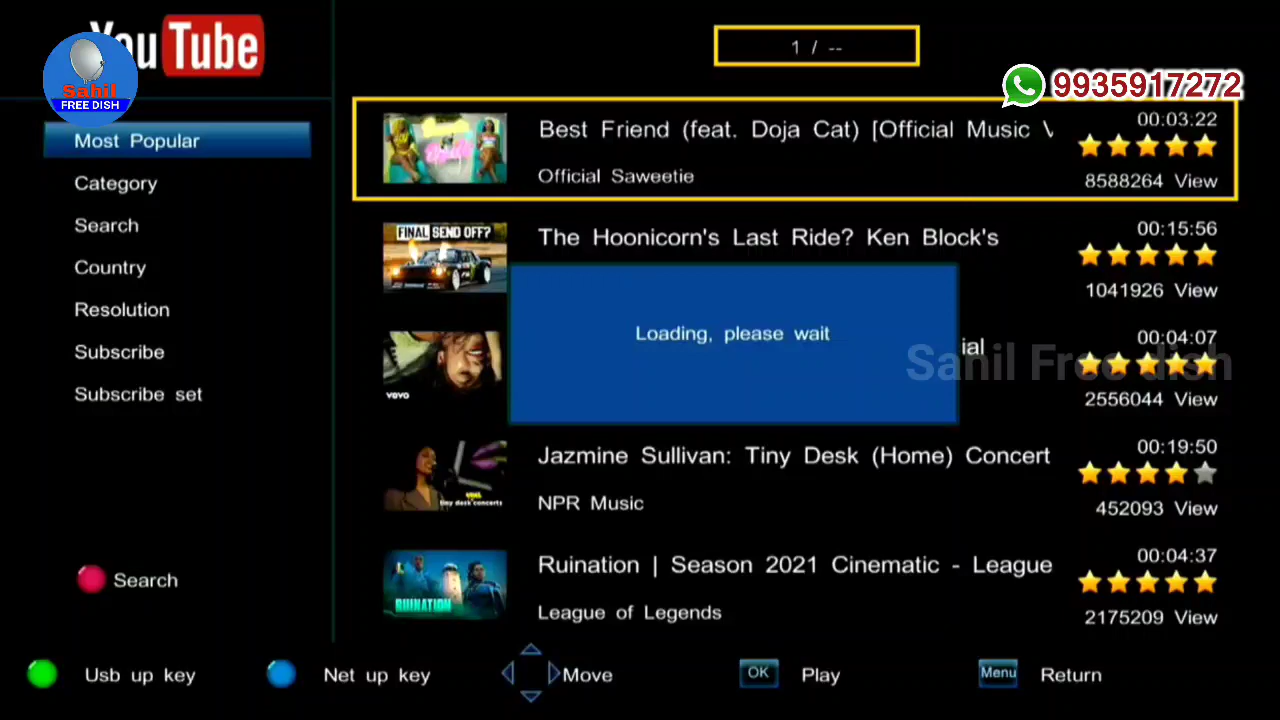 YouTube
Sahil
FREE DISH
1 / --
9935917272
Most Popular
Category
Search
Country
Resolution
Subscribe
Subscribe set
Search
Best Friend (feat. Doja Cat) [Official Music V
Official Saweetie
00:03:22
8588264 View
FINAL SEND OFF?
The Hoonicorn's Last Ride? Ken Block's
00:15:56
1041926 View
Loading, please wait
vevo
ial
00:04:07
2556044 View
Sahil Free dish
tiny desk concerts
Jazmine Sullivan: Tiny Desk (Home) Concert
NPR Music
00:19:50
452093 View
RUINATION
Ruination | Season 2021 Cinematic - League
League of Legends
00:04:37
2175209 View
Usb up key
Net up key
Move
OK
Play
Menu
Return